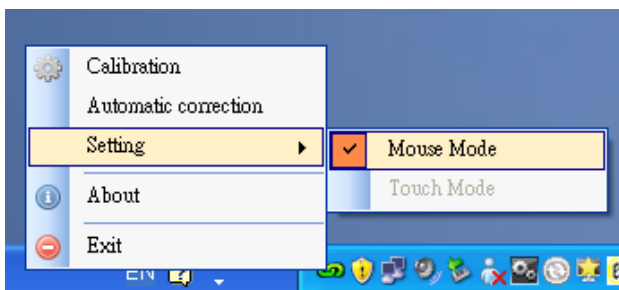 Calibration
Automatic correction
Setting
Mouse Mode
Touch Mode
About
Exit
EN